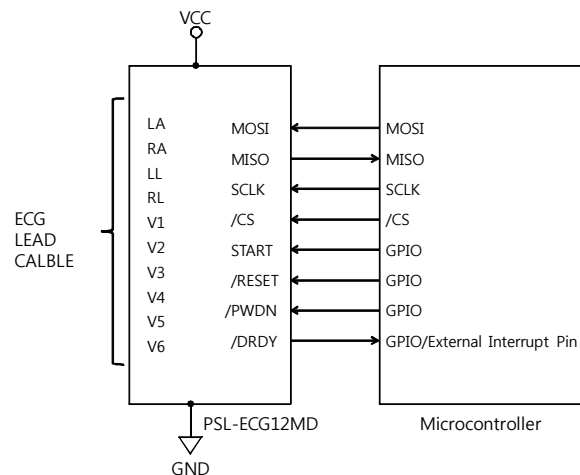 VCC
LA
RA
LL
RL
V1
V2
V3
V4
V5
V6
ECG
LEAD
CALBLE
MOSI
MISO
SCLK
/CS
START
/RESET
/PWDN
/DRDY
MOSI
MISO
SCLK
/CS
GPIO
GPIO
GPIO
GPIO/External Interrupt Pin
PSL-ECG12MD
Microcontroller
GND